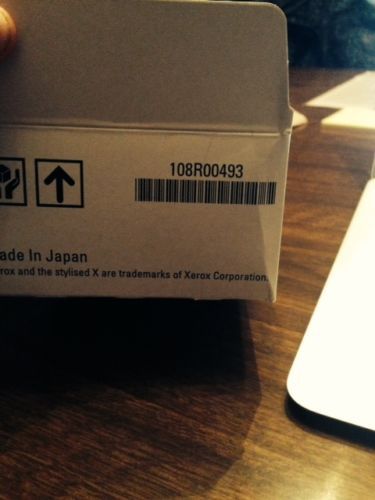 108R00493
ade In Japan
rox and the stylised X are trademarks of Xerox Corporation.